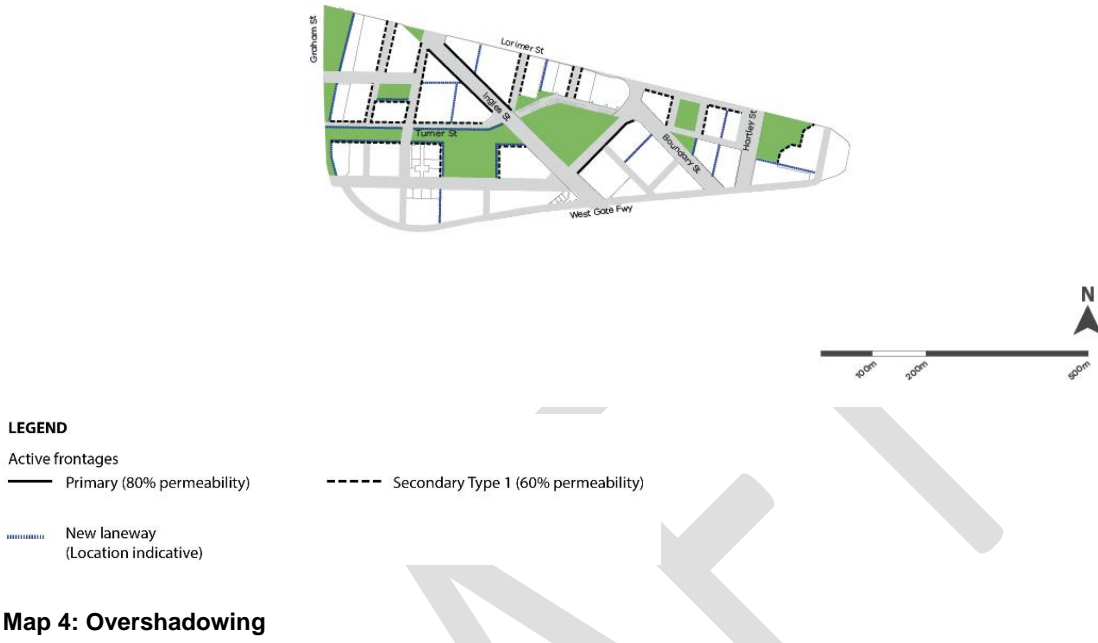 Graham St
Lorimer St
Ingles St
Turner St
Boundary St
Hartley St
West Gate Fwy
N
100m
200m
500m
LEGEND
Active frontages
Primary (80% permeability)
Secondary Type 1 (60% permeability)
New laneway
(Location indicative)
Map 4: Overshadowing